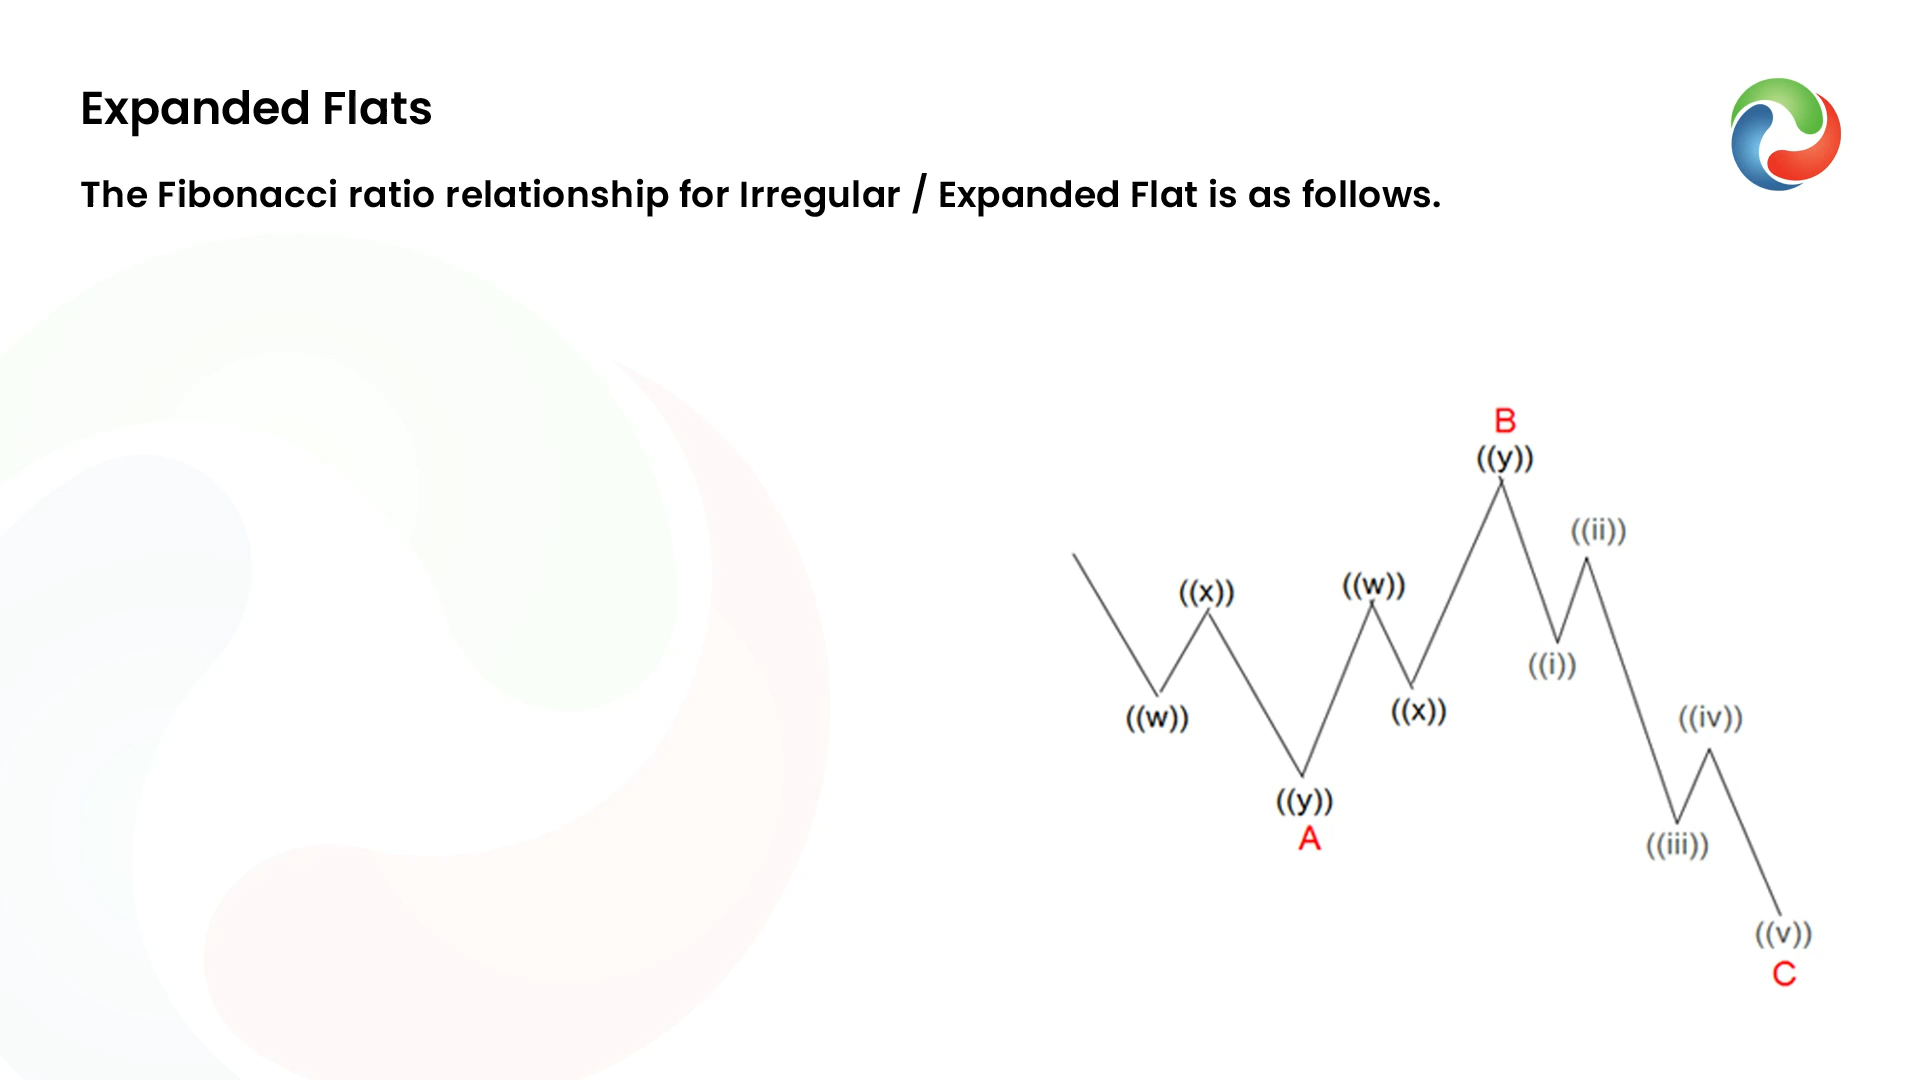 Expanded Flats
The Fibonacci ratio relationship for Irregular / Expanded Flat is as follows.
B
((y))
((ii))
((x))
((w))
((i))
((w))
((x))
((iv))
((y))
A
((iii))
((v))
C